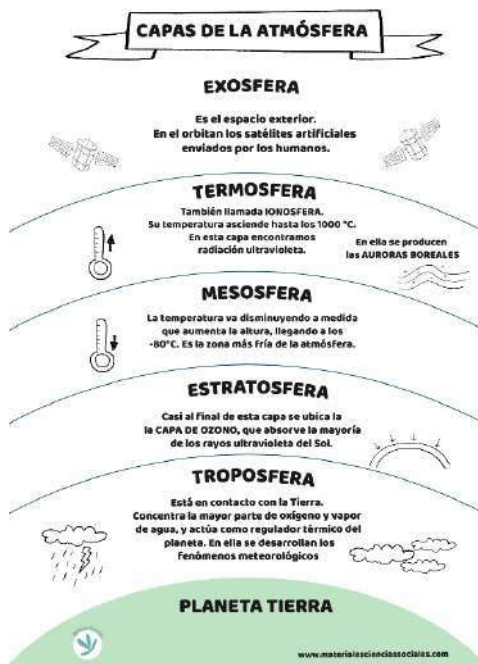 CAPAS DE LA ATMÓSFERA
EXOSFERA
Es el espacio exterior.
En el orbitan los satélites artificiales
enviados por los humanos.
TERMOSFERA
También llamada IONOSFERA.
Su temperatura asciende hasta los 1000 °C.
En esta capa encontramos
radiación ultravioleta.
En ella se producen
las AURORAS BOREALES
MESOSFERA
La temperatura va disminuyendo a medida
que aumenta la altura, llegando a los
-80°C. Es la zona más fría de la atmósfera.
ESTRATOSFERA
Casi al final de esta capa se ubica la
la CAPA DE OZONO, que absorve la mayoría
de los rayos ultravioleta del Sol.
TROPOSFERA
Está en contacto con la Tierra.
Concentra la mayor parte de oxígeno y vapor
de agua, y actúa como regulador térmico del
planeta. En ella se desarrollan los
fenómenos meteorológicos
PLANETA TIERRA
www.materialescienciassociales.com